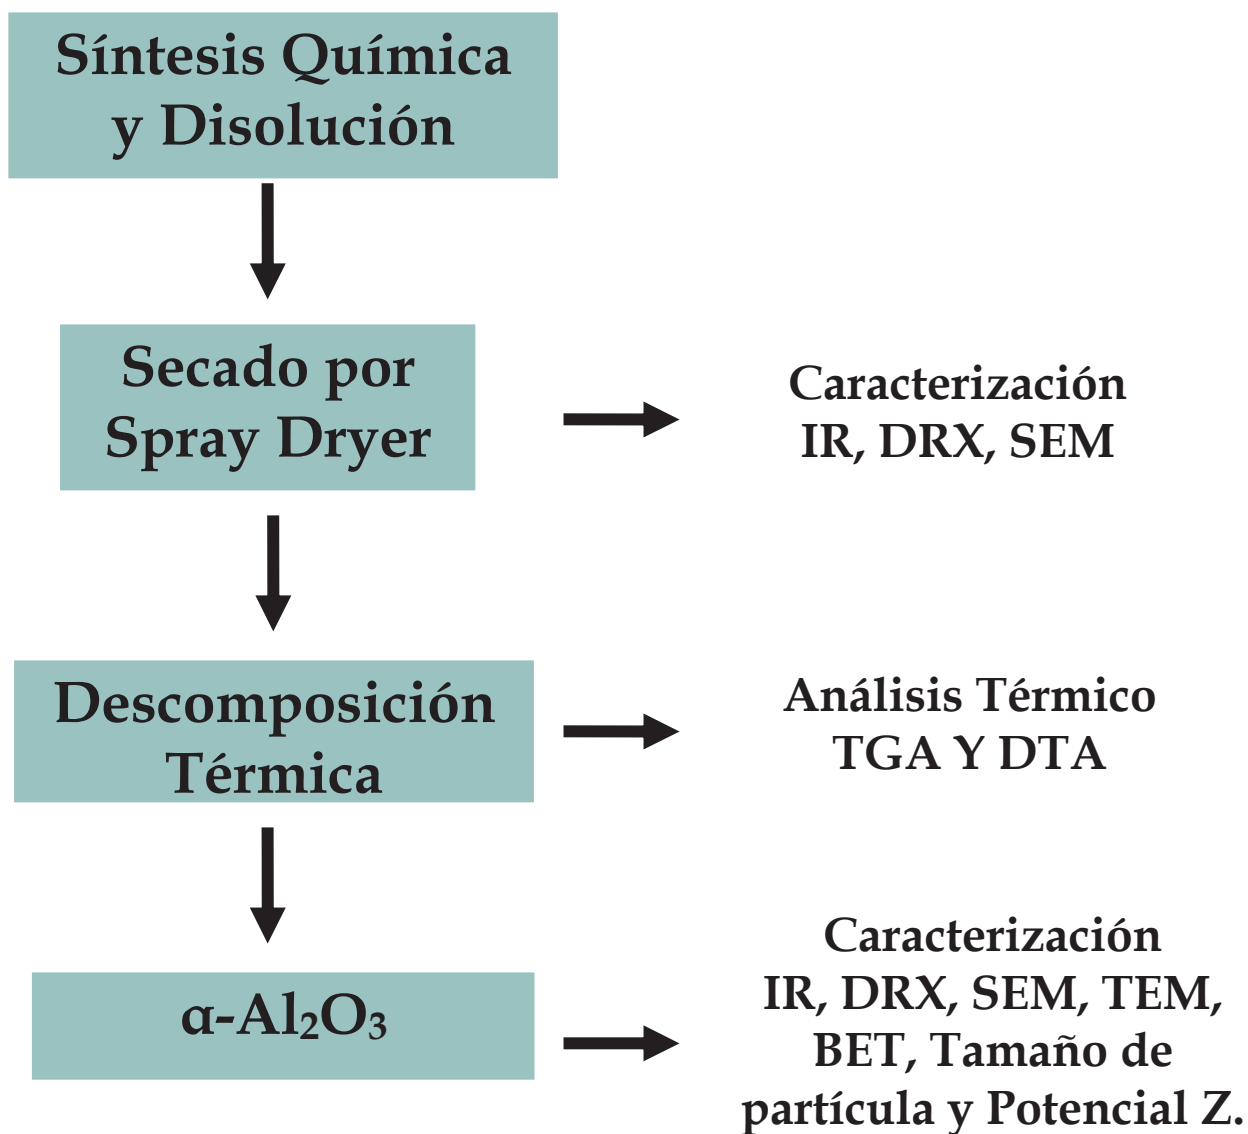 Síntesis Química
y Disolución
Secado por
Spray Dryer
Caracterización
IR, DRX, SEM
Descomposición
Térmica
Análisis Térmico
TGA Y DTA
α-Al₂O₃
Caracterización
IR, DRX, SEM, TEM,
BET, Tamaño de
partícula y Potencial Z.